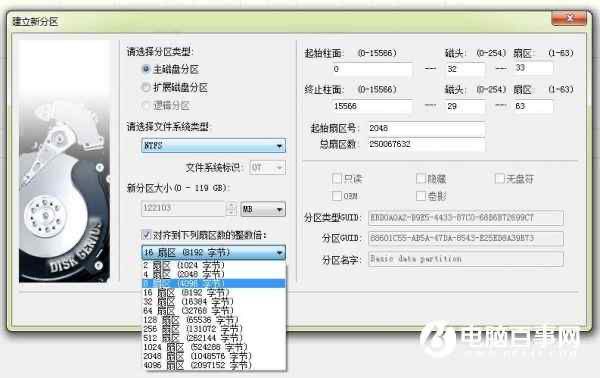 建立新分区
请选择分区类型:
主磁盘分区
扩展磁盘分区
逻辑分区
请选择文件系统类型:
NTFS
文件系统标识: 07
新分区大小(0 - 119 GB):
122103 MB
对齐到下列扇区数的整数倍:
16 扇区 (8192 字节)
2 扇区 (1024 字节)
4 扇区 (2048 字节)
8 扇区 (4096 字节)
16 扇区 (8192 字节)
32 扇区 (16384 字节)
64 扇区 (32768 字节)
128 扇区 (65536 字节)
256 扇区 (131072 字节)
512 扇区 (262144 字节)
1024 扇区 (524288 字节)
2048 扇区 (1048576 字节)
4096 扇区 (2097152 字节)
DISK GENIUS
起始柱面: (0-15566) 磁头: (0-254) 扇区: (1-63)
0 32 33
终止柱面: (0-15566) 磁头: (0-254) 扇区: (1-63)
15566 29 63
起始扇区号: 2048
总扇区数: 250067632
只读 隐藏 无盘符
OEM 卷影
分区类型GUID: EBD0A0A2-B9E5-4433-87C0-68B6B72699C7
分区GUID:
分区名字: Basic data partition
电脑百事网